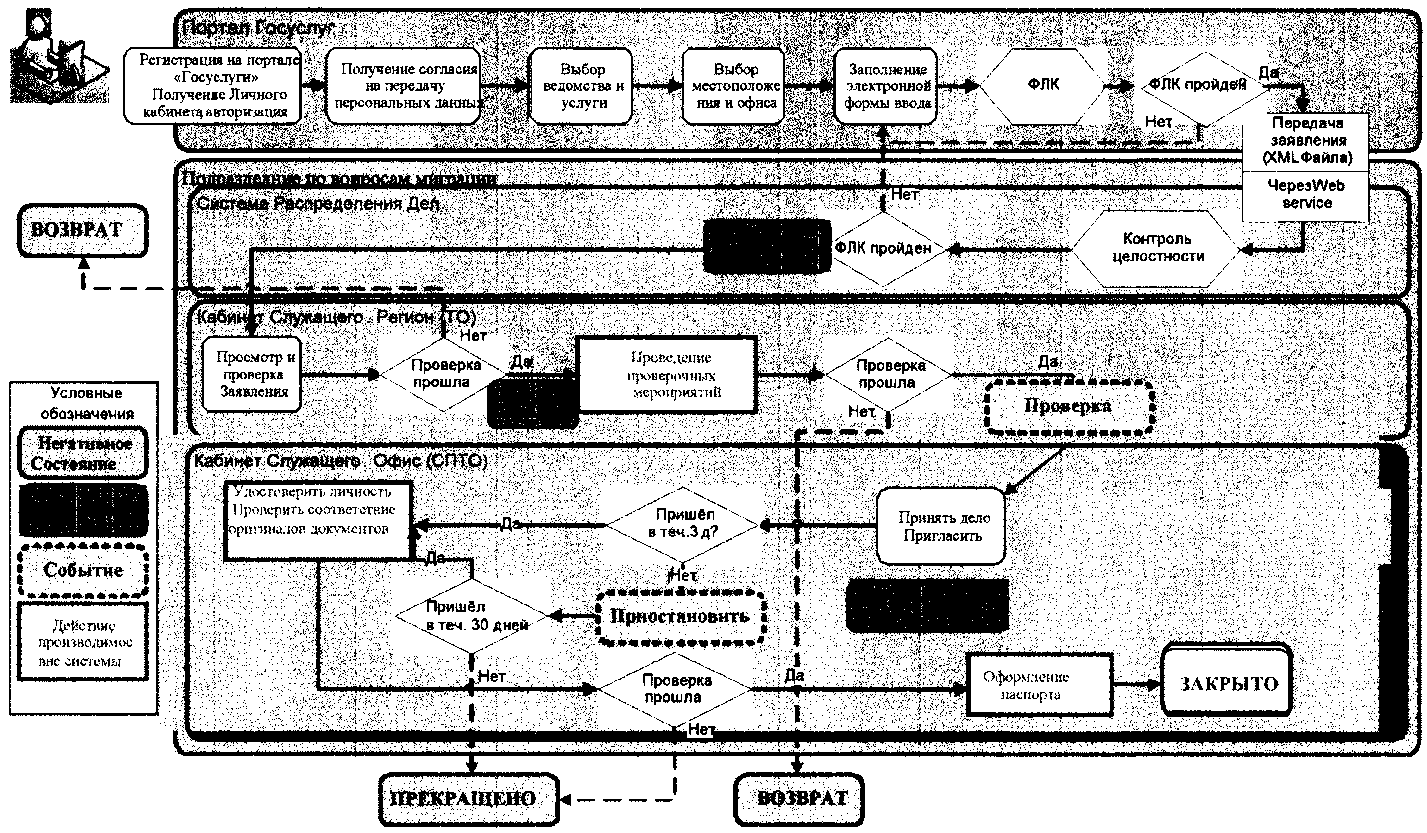 Портал Госуслуг
Регистрация на портале
«Госуслуги»
Получение Личного
кабинета,авторизация
Получение согласия
на передачу
персональных данных
Выбор
ведомства и
услуги
Выбор
местоположе
ния и офиса
Заполнение
электронной
формы ввода
ФЛК
ФЛК пройден
Да
Нет
Передача
заявления
(XMLФайла)
ЧерезWeb
service
Подразделние по вопросам миграции
Система Распределения Дел
Нет
ВОЗВРАТ
ФЛК пройден
Контроль
целостности
Кабинет Служащего . Регион (ТО)
Нет
Просмотр и
проверка
Заявления
Проверка
прошла
Да
Проведение
проверочных
мероприятий
Проверка
прошла
Да
Нет
Проверка
Условные
обозначения
Негативное
Состояние
Событие
Действие
производимое
вне системы
Кабинет Служащего . Офис (СПТО)
Удостоверить личность
Проверить соответствие
оригиналов документов
Да
Пришёл
в теч.3 д?
Принять дело
Пригласить
Да
Нет
Пришёл
в теч. 30 дней
Приостановить
Нет
Проверка
прошла
Да
Оформление
паспорта
ЗАКРЫТО
Нет
ПРЕКРАЩЕНО
ВОЗВРАТ